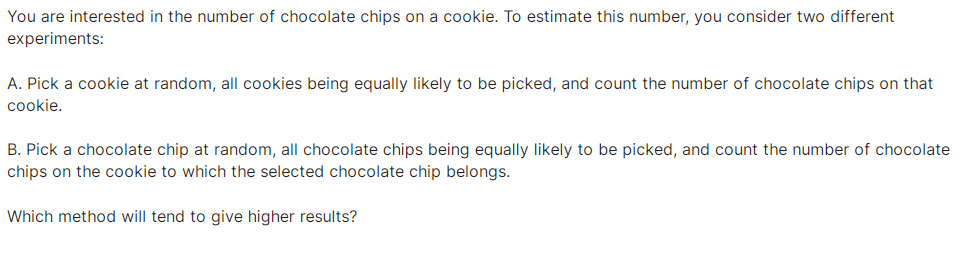 You are interested in the number of chocolate chips on a cookie. To estimate this number, you consider two different
experiments:
A. Pick a cookie at random, all cookies being equally likely to be picked, and count the number of chocolate chips on that
cookie.
B. Pick a chocolate chip at random, all chocolate chips being equally likely to be picked, and count the number of chocolate
chips on the cookie to which the selected chocolate chip belongs.
Which method will tend to give higher results?